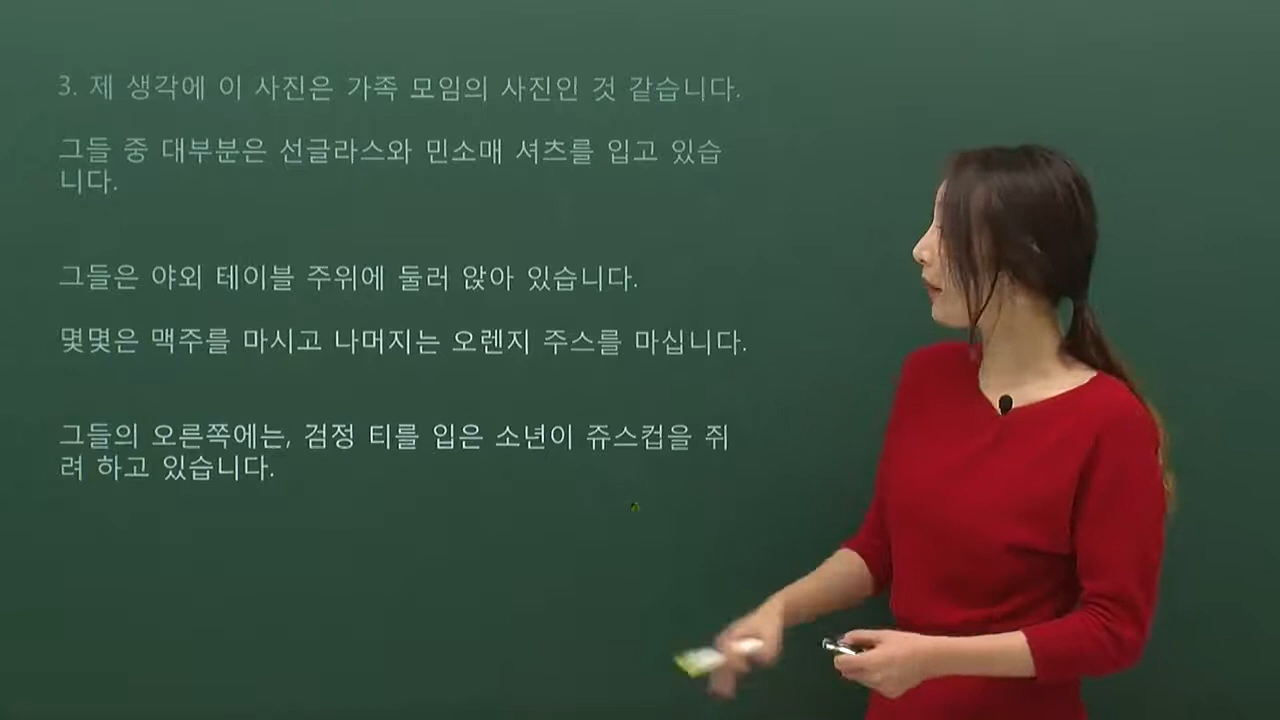 3. 제 생각에 이 사진은 가족 모임의 사진인 것 같습니다.
그들 중 대부분은 선글라스와 민소매 셔츠를 입고 있습
니다.
그들은 야외 테이블 주위에 둘러 앉아 있습니다.
몇몇은 맥주를 마시고 나머지는 오렌지 주스를 마십니다.
그들의 오른쪽에는, 검정 티를 입은 소년이 쥬스컵을 쥐
려 하고 있습니다.